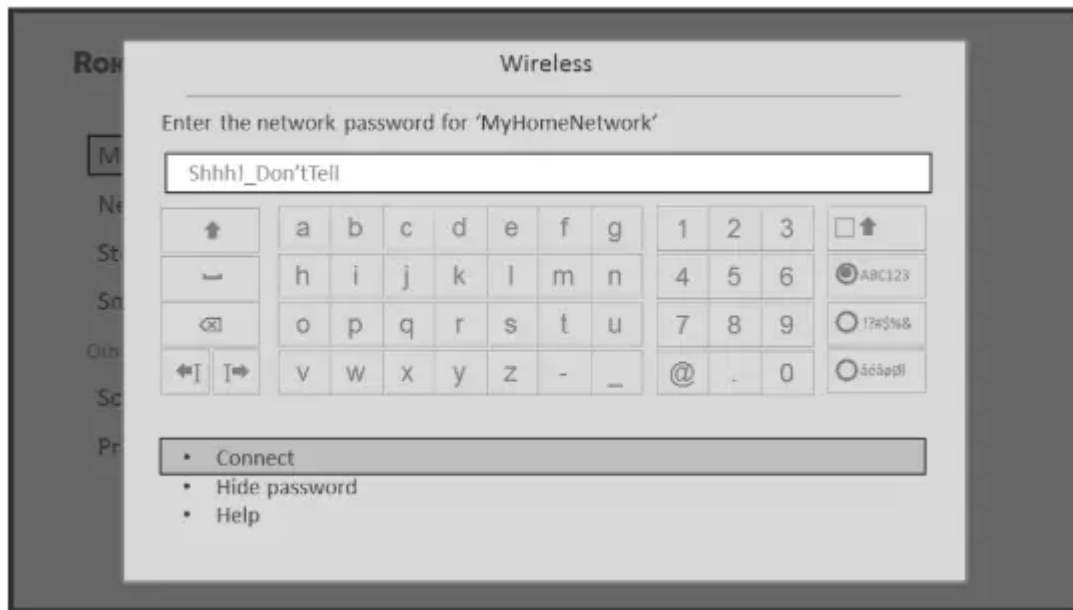 Wireless
Enter the network password for ‘MyHomeNetwork’
Shhh!_Don’tTell
a b c d e f g 1 2 3
h i j k l m n 4 5 6 ABC123
o p q r s t u 7 8 9 !?#$%&
v w x y z - _ @ . 0
• Connect
• Hide password
• Help